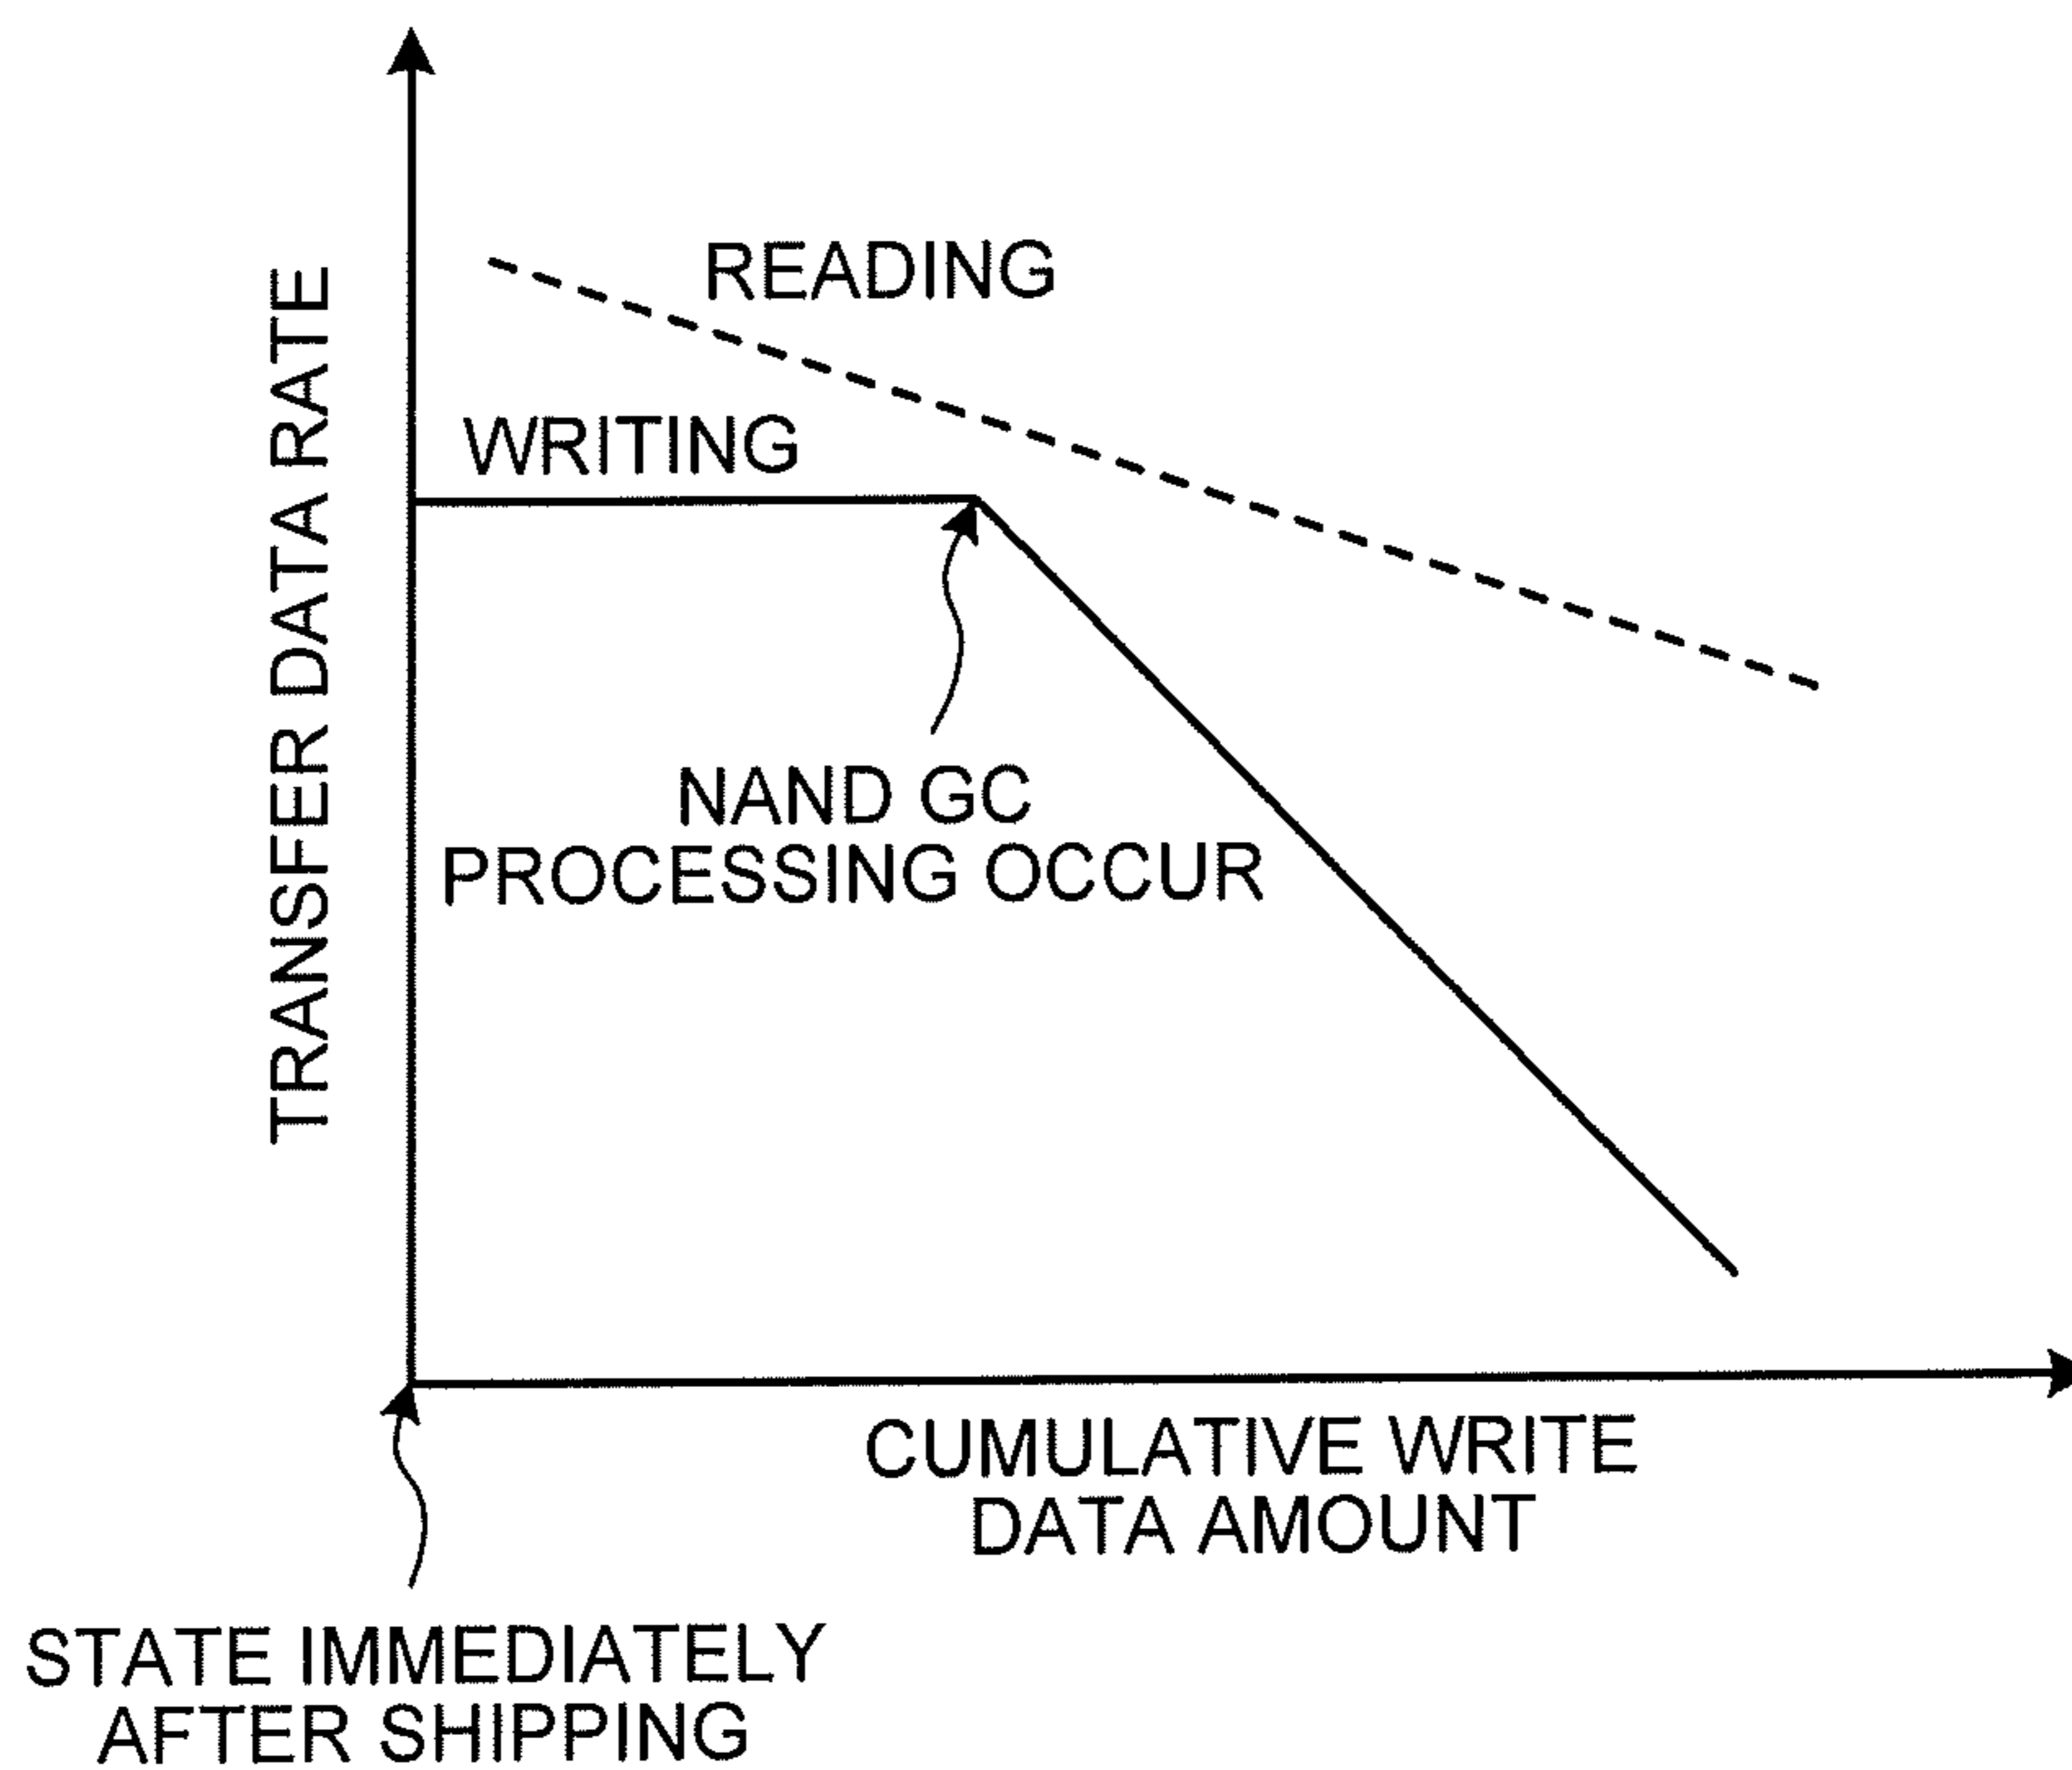 TRANSFER DATA RATE
READING
WRITING
NAND GC
PROCESSING OCCUR
CUMULATIVE WRITE
DATA AMOUNT
STATE IMMEDIATELY
AFTER SHIPPING